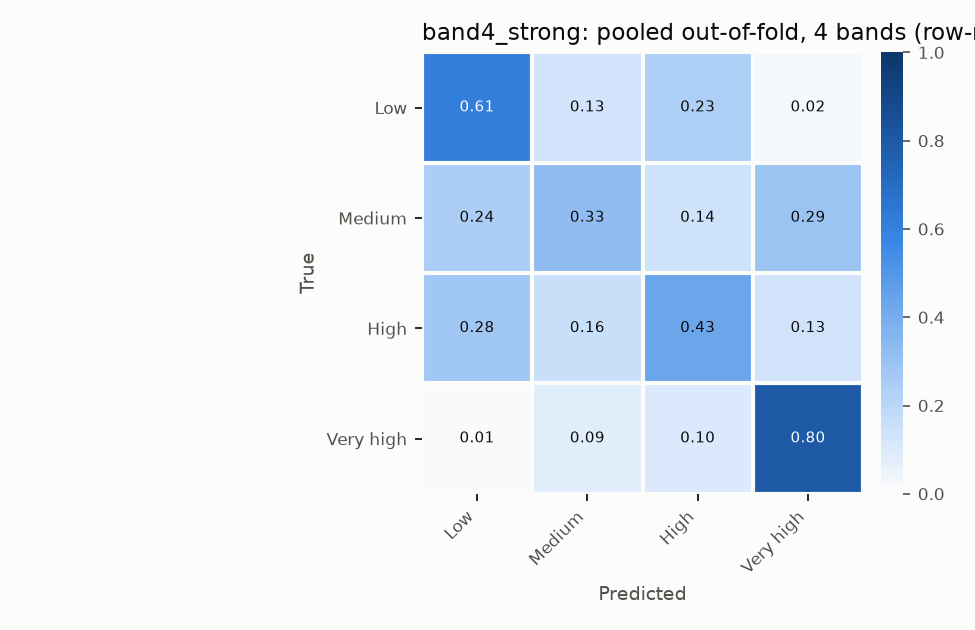 band4_strong: pooled out-of-fold, 4 bands (row-
Low 0.61 0.13 0.23 0.02
Medium 0.24 0.33 0.14 0.29
High 0.28 0.16 0.43 0.13
Very high 0.01 0.09 0.10 0.80
True
Low Medium High Very high
Predicted
1.0
0.8
0.6
0.4
0.2
0.0